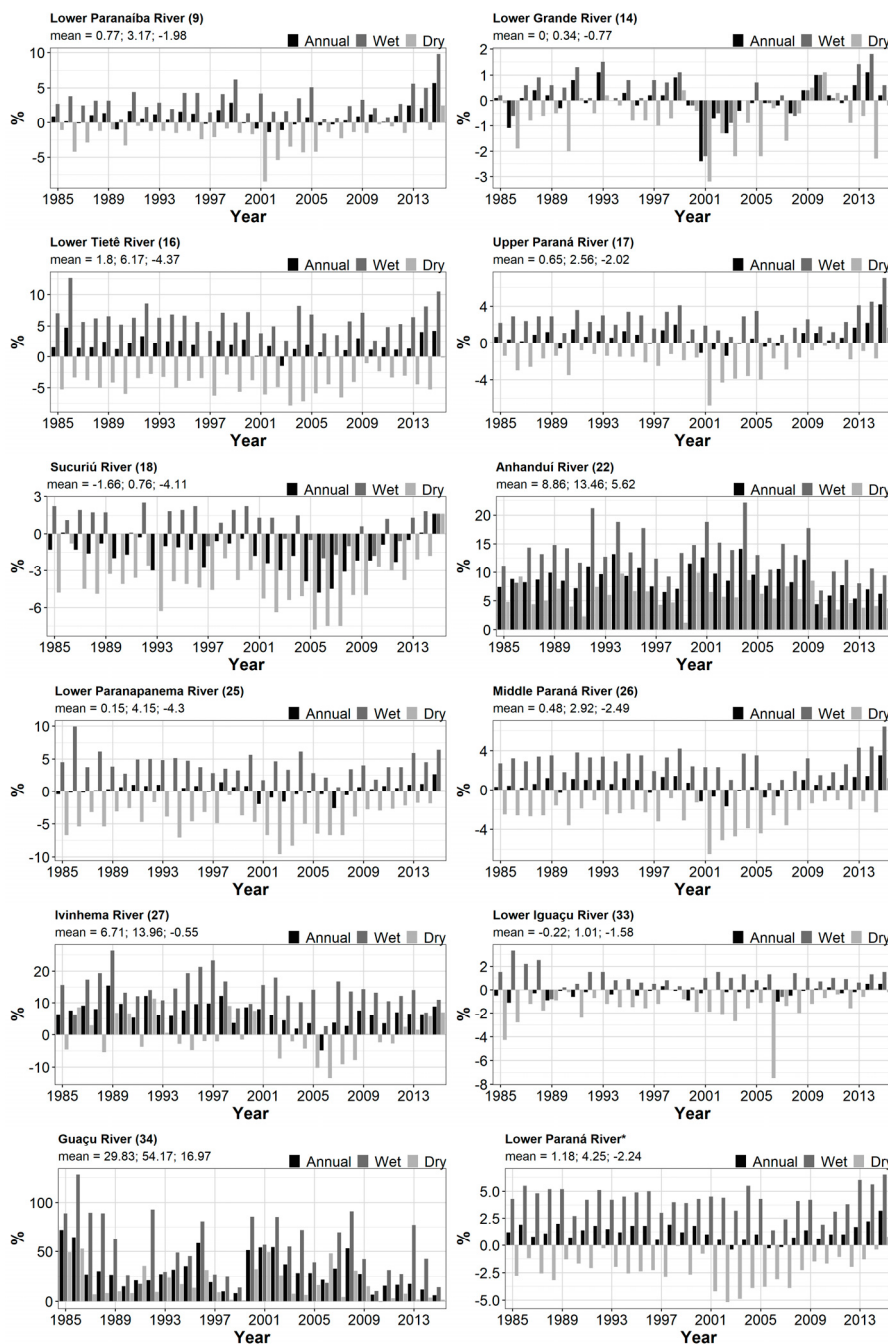 Lower Paranaíba River (9)
mean = 0.77; 3.17; -1.98
Annual Wet Dry
10
5
0
-5
%
1985 1989 1993 1997 2001 2005 2009 2013
Year
Lower Grande River (14)
mean = 0; 0.34; -0.77
Annual Wet Dry
2
1
0
-1
-2
-3
%
1985 1989 1993 1997 2001 2005 2009 2013
Year
Lower Tietê River (16)
mean = 1.8; 6.17; -4.37
Annual Wet Dry
10
5
0
-5
%
1985 1989 1993 1997 2001 2005 2009 2013
Year
Upper Paraná River (17)
mean = 0.65; 2.56; -2.02
Annual Wet Dry
4
0
-4
%
1985 1989 1993 1997 2001 2005 2009 2013
Year
Sucuriú River (18)
mean = -1.66; 0.76; -4.11
Annual Wet Dry
3
0
-3
-6
%
1985 1989 1993 1997 2001 2005 2009 2013
Year
Anhanduí River (22)
mean = 8.86; 13.46; 5.62
Annual Wet Dry
20
15
10
5
0
%
1985 1989 1993 1997 2001 2005 2009 2013
Year
Lower Paranapanema River (25)
mean = 0.15; 4.15; -4.3
Annual Wet Dry
10
5
0
-5
-10
%
1985 1989 1993 1997 2001 2005 2009 2013
Year
Middle Paraná River (26)
mean = 0.48; 2.92; -2.49
Annual Wet Dry
4
0
-4
%
1985 1989 1993 1997 2001 2005 2009 2013
Year
Ivinhema River (27)
mean = 6.71; 13.96; -0.55
Annual Wet Dry
20
10
0
-10
%
1985 1989 1993 1997 2001 2005 2009 2013
Year
Lower Iguaçu River (33)
mean = -0.22; 1.01; -1.58
Annual Wet Dry
2
0
-2
-4
-6
-8
%
1985 1989 1993 1997 2001 2005 2009 2013
Year
Guaçu River (34)
mean = 29.83; 54.17; 16.97
Annual Wet Dry
100
50
0
%
1985 1989 1993 1997 2001 2005 2009 2013
Year
Lower Paraná River*
mean = 1.18; 4.25; -2.24
Annual Wet Dry
5.0
2.5
0.0
-2.5
-5.0
%
1985 1989 1993 1997 2001 2005 2009 2013
Year